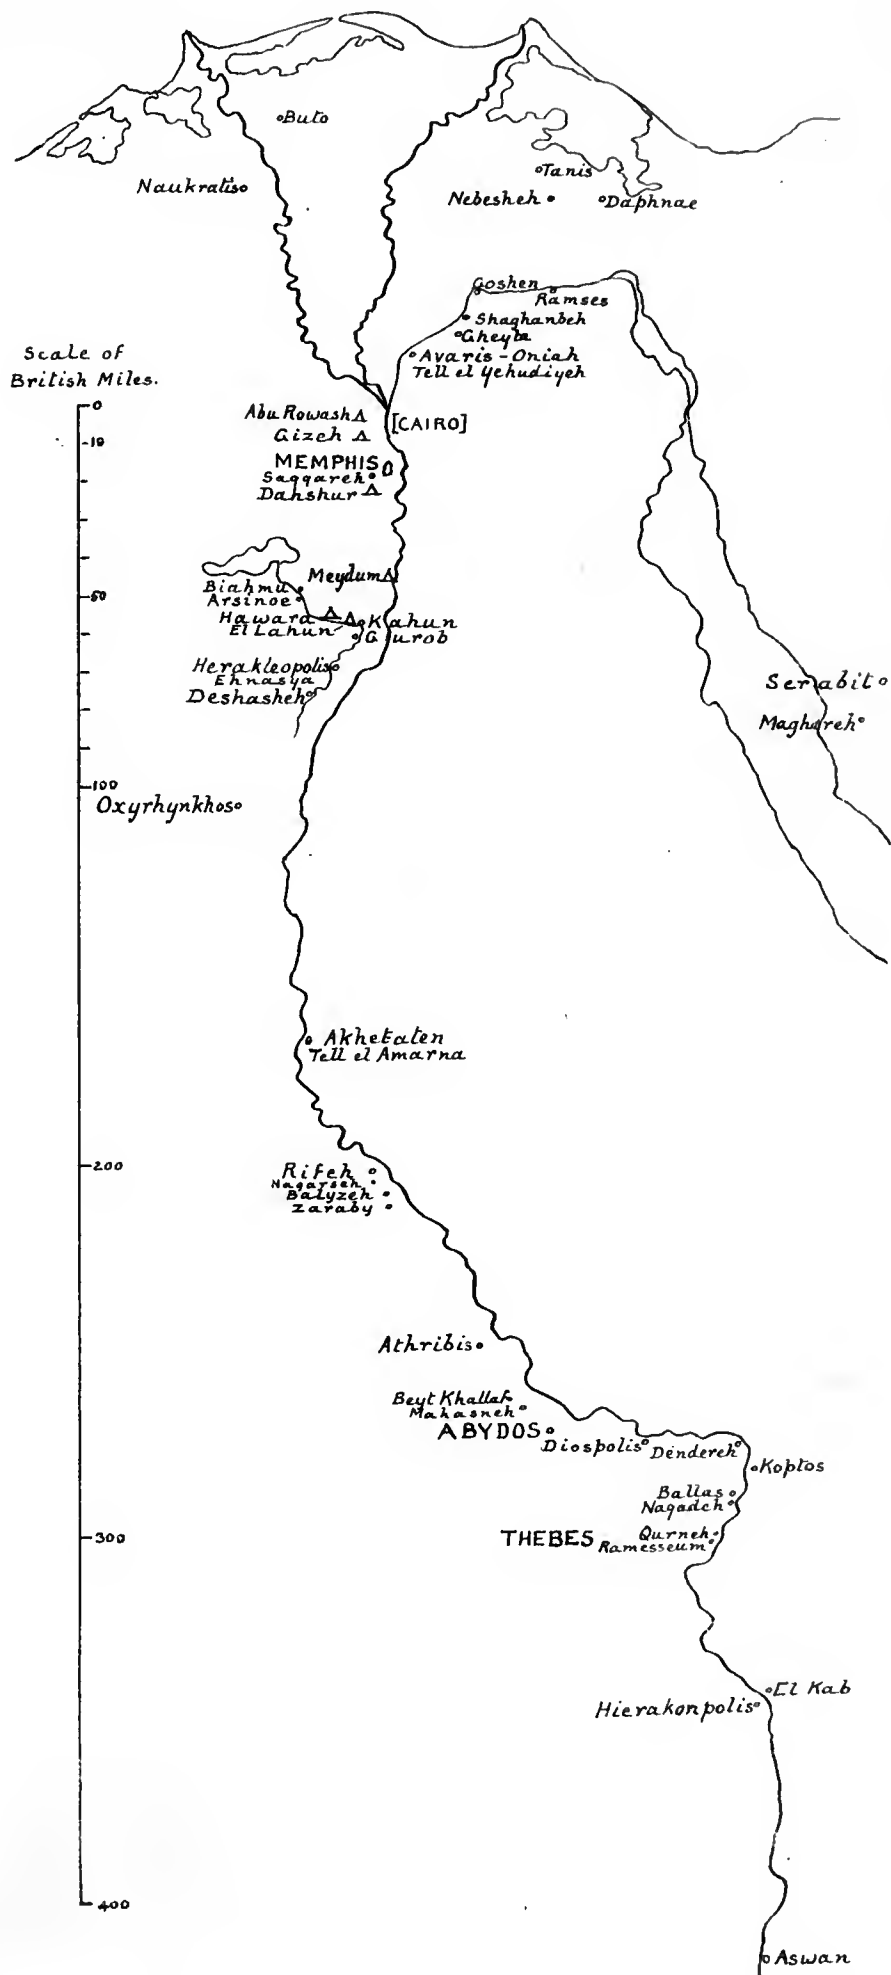 Buto
Tanis
Naukratis
Nebesheh
Daphnae
Goshen
Ramses
Shaghanbeh
Gheyta
Scale of
British Miles.
Avaris - Oniah
Tell el Yehudiyeh
0
Abu Rowash
[CAIRO]
Gizeh
10
MEMPHIS
Saqqareh
Dahshur
Meydum
Biahmu
50
Arsinoe
Hawara
Kahun
El Lahun
Gurob
Herakleopolis
Ehnasya
Deshasheh
Serabit
Maghareh
100
Oxyrhynkhos
Akhetaten
Tell el Amarna
200
Rifeh
Nagarseh
Balyzeh
Zaraby
Athribis
Beyt Khallaf
Mahasneh
ABYDOS
Diospolis
Dendereh
Koptos
Ballas
Naqadeh
300
THEBES
Qurneh
Ramesseum
El Kab
Hierakonpolis
400
Aswan